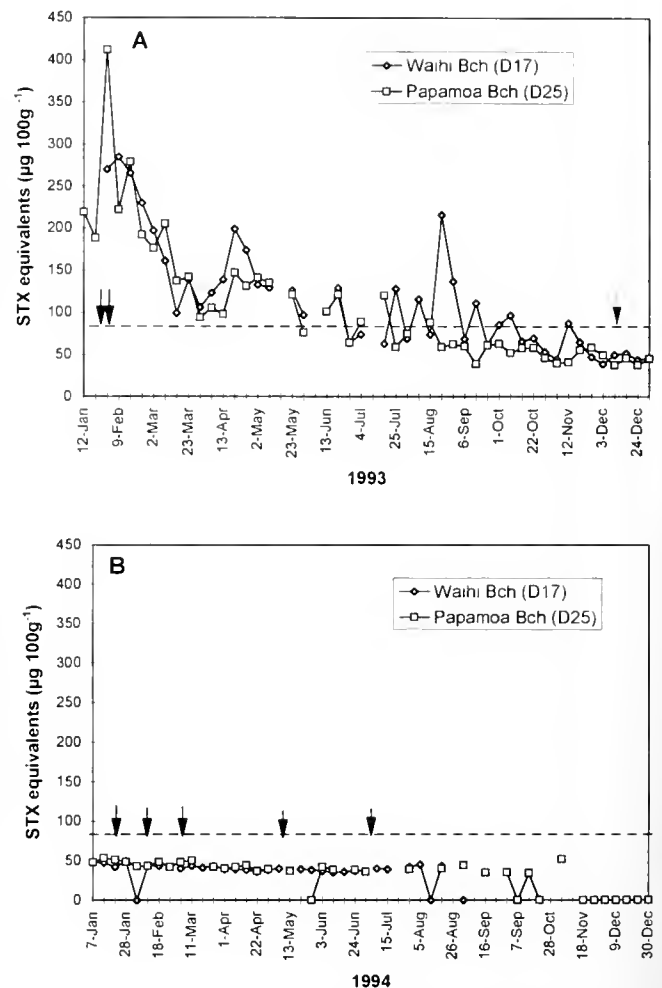 A
Waihi Bch (D17)
Papamoa Bch (D25)
STX equivalents (µg 100g⁻¹)
450
400
350
300
250
200
150
100
50
0
12-Jan
9-Feb
2-Mar
23-Mar
13-Apr
2-May
23-May
13-Jun
4-Jul
25-Jul
15-Aug
6-Sep
1-Oct
22-Oct
12-Nov
3-Dec
24-Dec
1993
B
Waihi Bch (D17)
Papamoa Bch (D25)
STX equivalents (µg 100g⁻¹)
450
400
350
300
250
200
150
100
50
0
7-Jan
28-Jan
18-Feb
11-Mar
1-Apr
22-Apr
13-May
3-Jun
24-Jun
15-Jul
5-Aug
26-Aug
16-Sep
7-Sep
28-Oct
18-Nov
9-Dec
30-Dec
1994